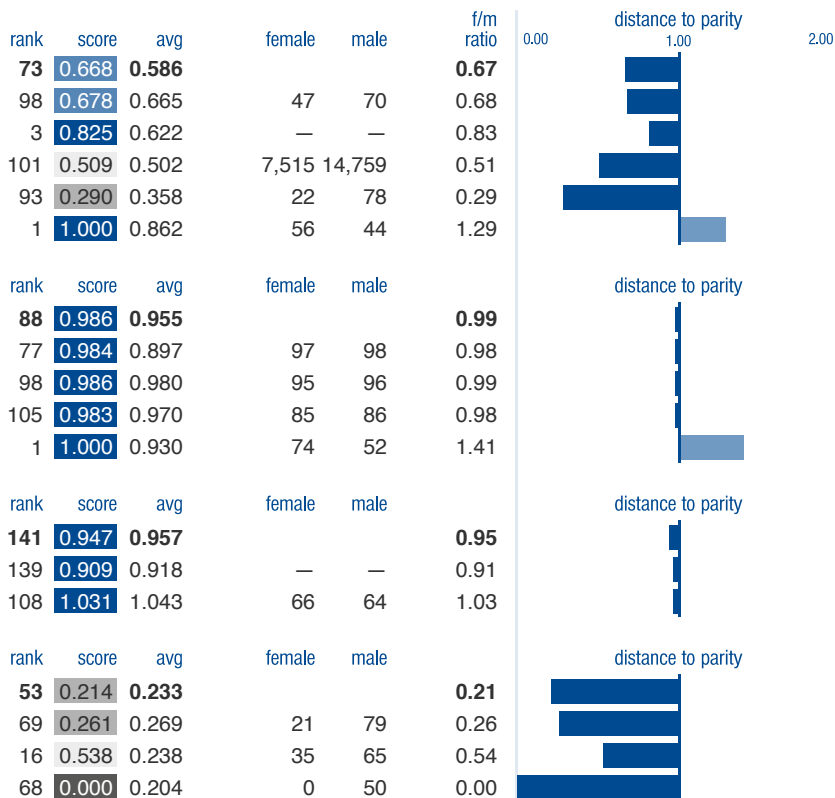 f/m distance to parity
rank score avg female male ratio 0.00 1.00 2.00
73 0.668 0.586 0.67
98 0.678 0.665 47 70 0.68
3 0.825 0.622 — — 0.83
101 0.509 0.502 7,515 14,759 0.51
93 0.290 0.358 22 78 0.29
1 1.000 0.862 56 44 1.29
rank score avg female male distance to parity
88 0.986 0.955 0.99
77 0.984 0.897 97 98 0.98
98 0.986 0.980 95 96 0.99
105 0.983 0.970 85 86 0.98
1 1.000 0.930 74 52 1.41
rank score avg female male distance to parity
141 0.947 0.957 0.95
139 0.909 0.918 — — 0.91
108 1.031 1.043 66 64 1.03
rank score avg female male distance to parity
53 0.214 0.233 0.21
69 0.261 0.269 21 79 0.26
16 0.538 0.238 35 65 0.54
68 0.000 0.204 0 50 0.00